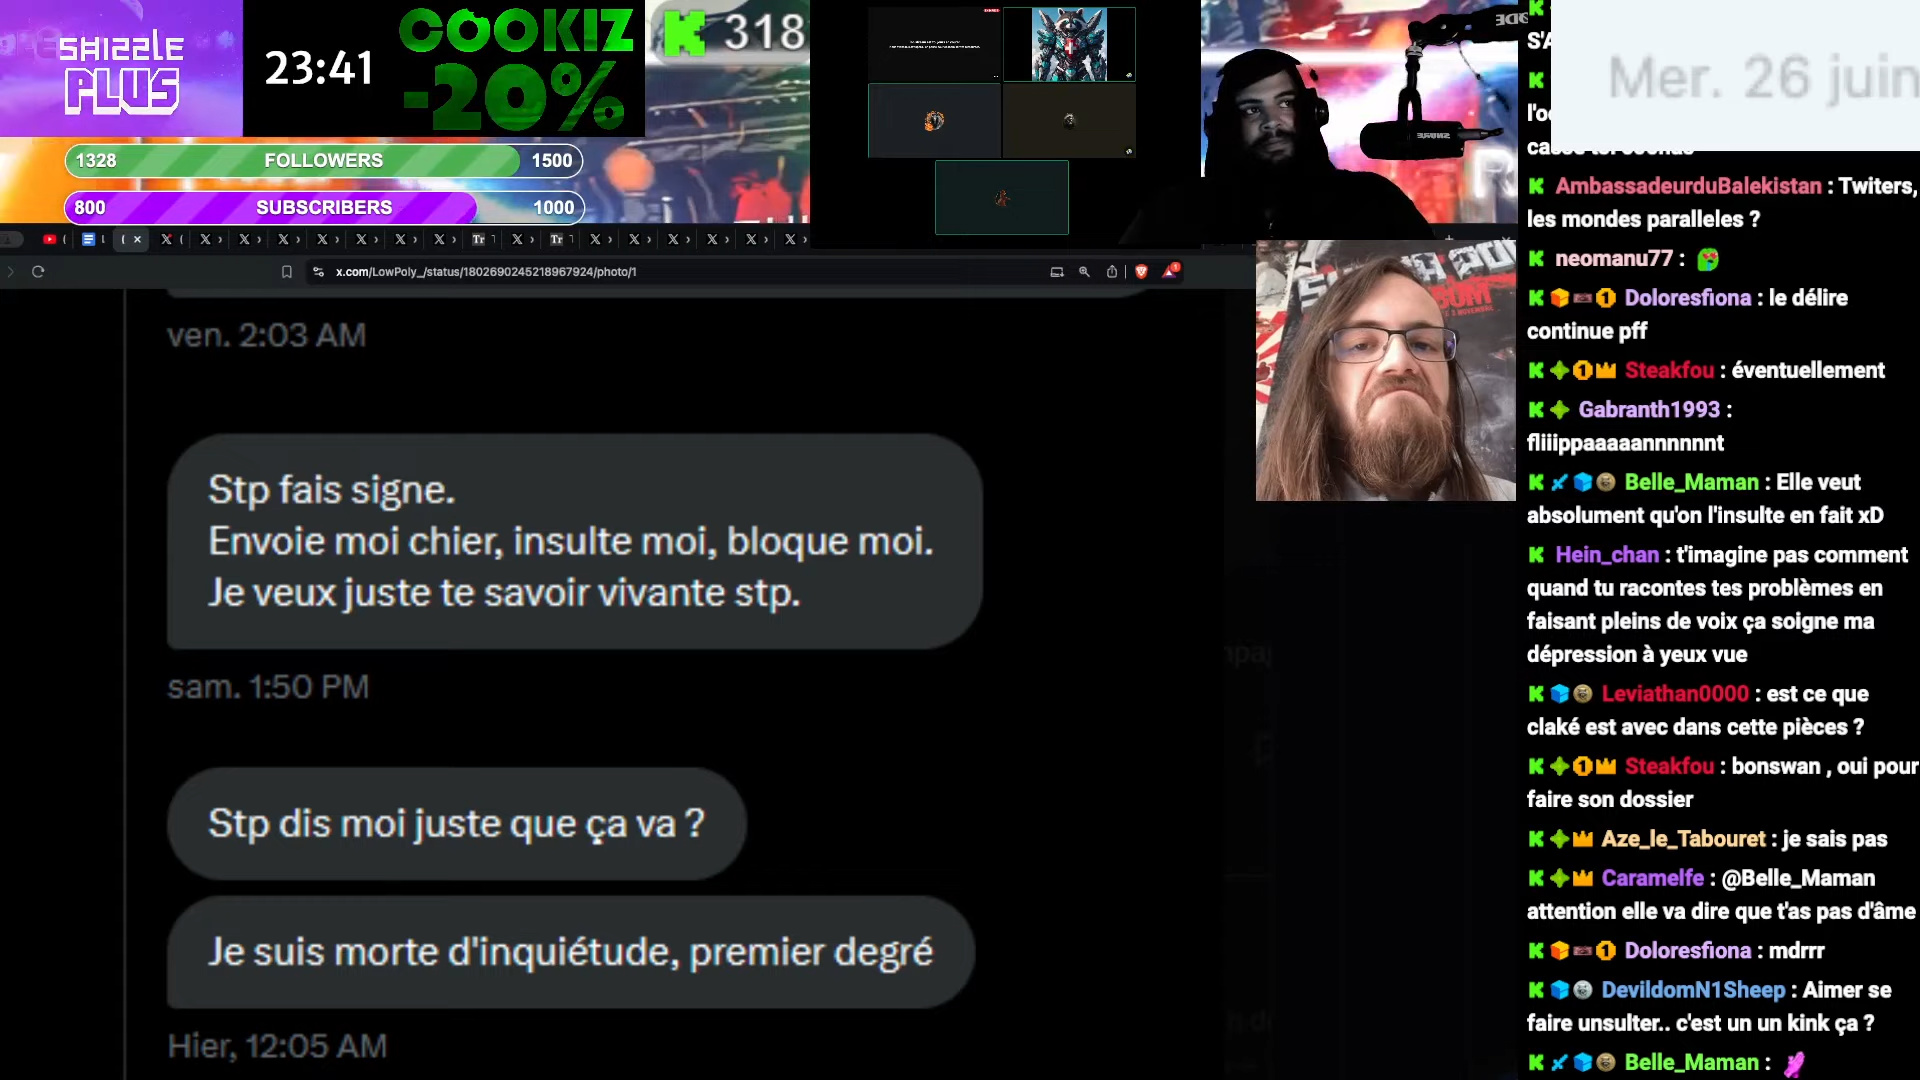 SHIZZLE
PLUS
23:41
COOKIZ
-20%
318
1328 FOLLOWERS 1500
800 SUBSCRIBERS 1000
x.com/LowPoly_/status/1802690245218967924/photo/1
ven. 2:03 AM
Stp fais signe.
Envoie moi chier, insulte moi, bloque moi.
Je veux juste te savoir vivante stp.
sam. 1:50 PM
Stp dis moi juste que ça va ?
Je suis morte d'inquiétude, premier degré
Hier, 12:05 AM
Mer. 26 juin
AmbassadeurduBalekistan : Twiters,
les mondes paralleles ?
neomanu77 :
Doloresfiona : le délire
continue pff
Steakfou : éventuellement
Gabranth1993 :
fliiippaaaaannnnnnt
Belle_Maman : Elle veut
absolument qu'on l'insulte en fait xD
Hein_chan : t'imagine pas comment
quand tu racontes tes problèmes en
faisant pleins de voix ça soigne ma
dépression à yeux vue
Leviathan0000 : est ce que
claké est avec dans cette pièces ?
Steakfou : bonswan , oui pour
faire son dossier
Aze_le_Tabouret : je sais pas
Caramelfe : @Belle_Maman
attention elle va dire que t'as pas d'âme
Doloresfiona : mdrrr
DevildomN1Sheep : Aimer se
faire unsulter.. c'est un un kink ça ?
Belle_Maman :